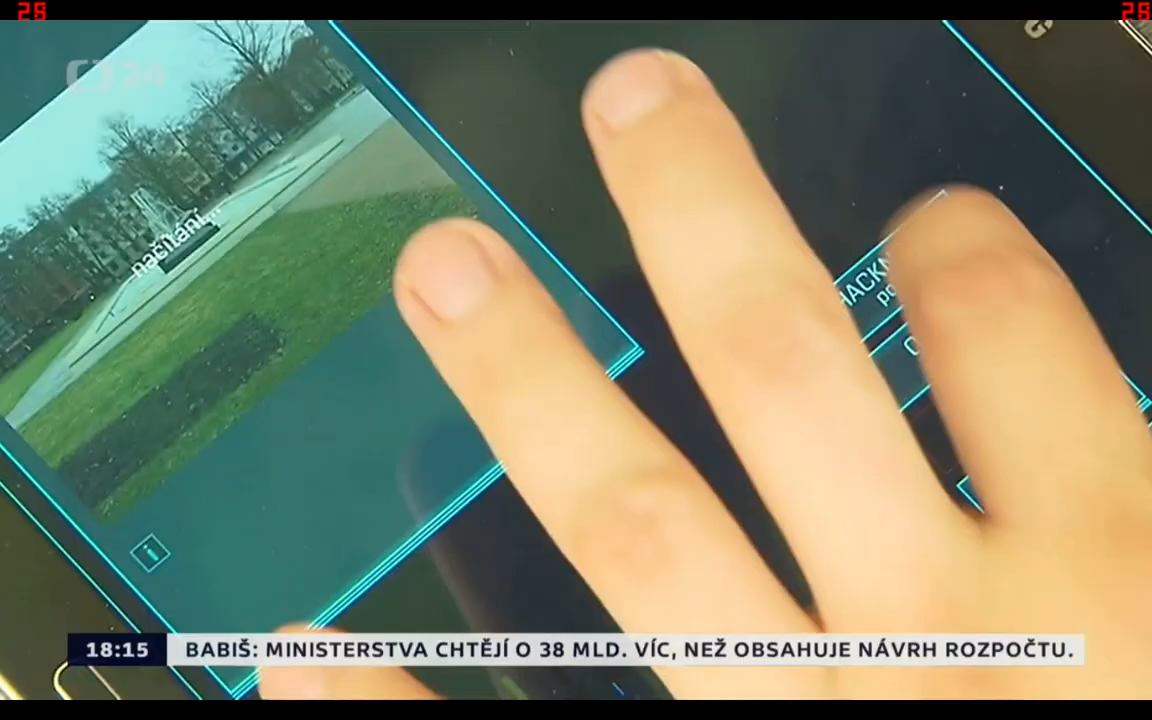 28
28
ČT24
G
načítání...
HACKN
i
18:15 BABIŠ: MINISTERSTVA CHTĚJÍ O 38 MLD. VÍC, NEŽ OBSAHUJE NÁVRH ROZPOČTU.